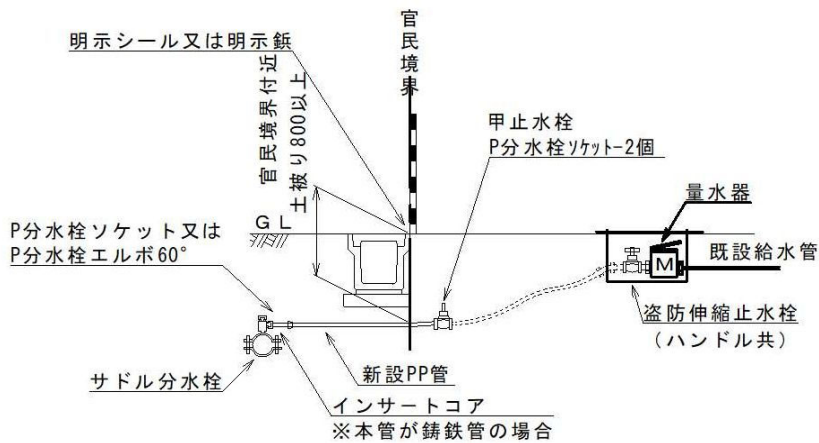 明示シール又は明示鋲
官民境界
官民境界付近
土被り800以上
甲止水栓
P分水栓ソケットー2個
量水器
GL
P分水栓ソケット又は
P分水栓エルボ60°
M
既設給水管
盗防伸縮止水栓
(ハンドル共)
サドル分水栓
新設PP管
インサートコア
※本管が鋳鉄管の場合